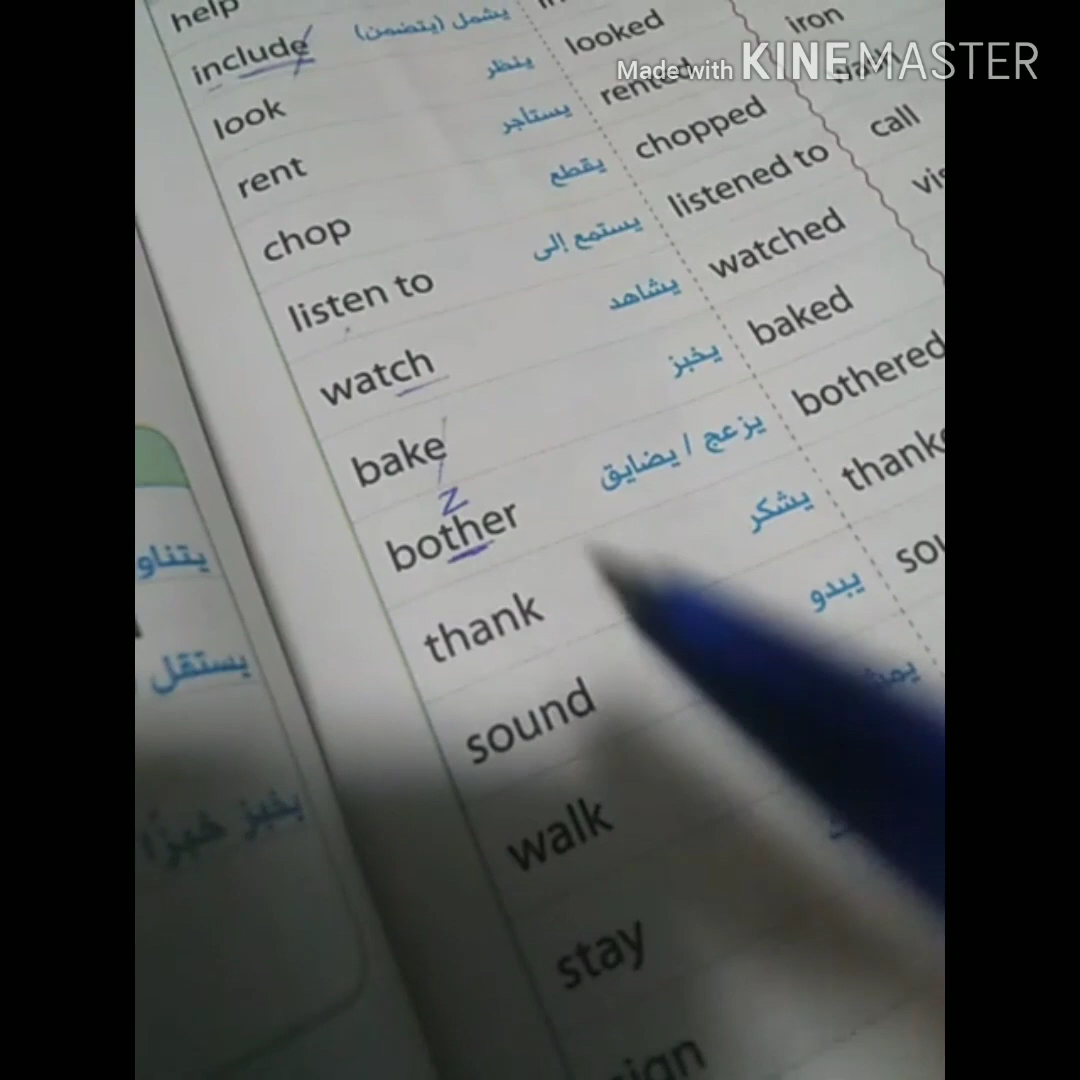 Made with KINEMASTER
help
include يشمل (يتضمن)
look ينظر looked iron
rent يستأجر rented
chop يقطع chopped call
listen to يستمع إلى listened to
watch يشاهد watched
bake يخبز baked
z
bother يزعج / يضايق bothered
thank يشكر
sound يبدو
walk
stay
يستقل
يخبز خبزًا